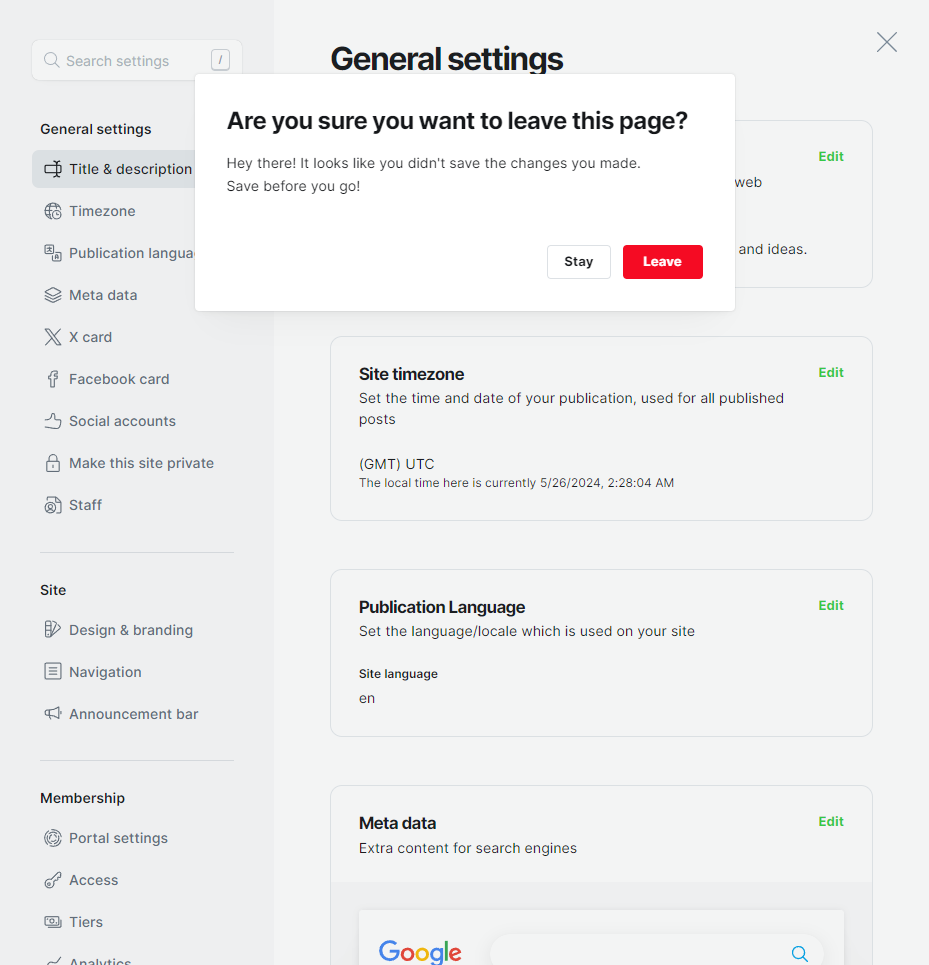 Search settings
/
General settings
Title & description
Timezone
Publication langua
Meta data
X card
Facebook card
Social accounts
Make this site private
Staff
Site
Design & branding
Navigation
Announcement bar
Membership
Portal settings
Access
Tiers
Analytics
General settings
Are you sure you want to leave this page?
Hey there! It looks like you didn't save the changes you made.
Save before you go!
Stay
Leave
Edit
web
and ideas.
Site timezone
Edit
Set the time and date of your publication, used for all published
posts
(GMT) UTC
The local time here is currently 5/26/2024, 2:28:04 AM
Publication Language
Edit
Set the language/locale which is used on your site
Site language
en
Meta data
Edit
Extra content for search engines
Google